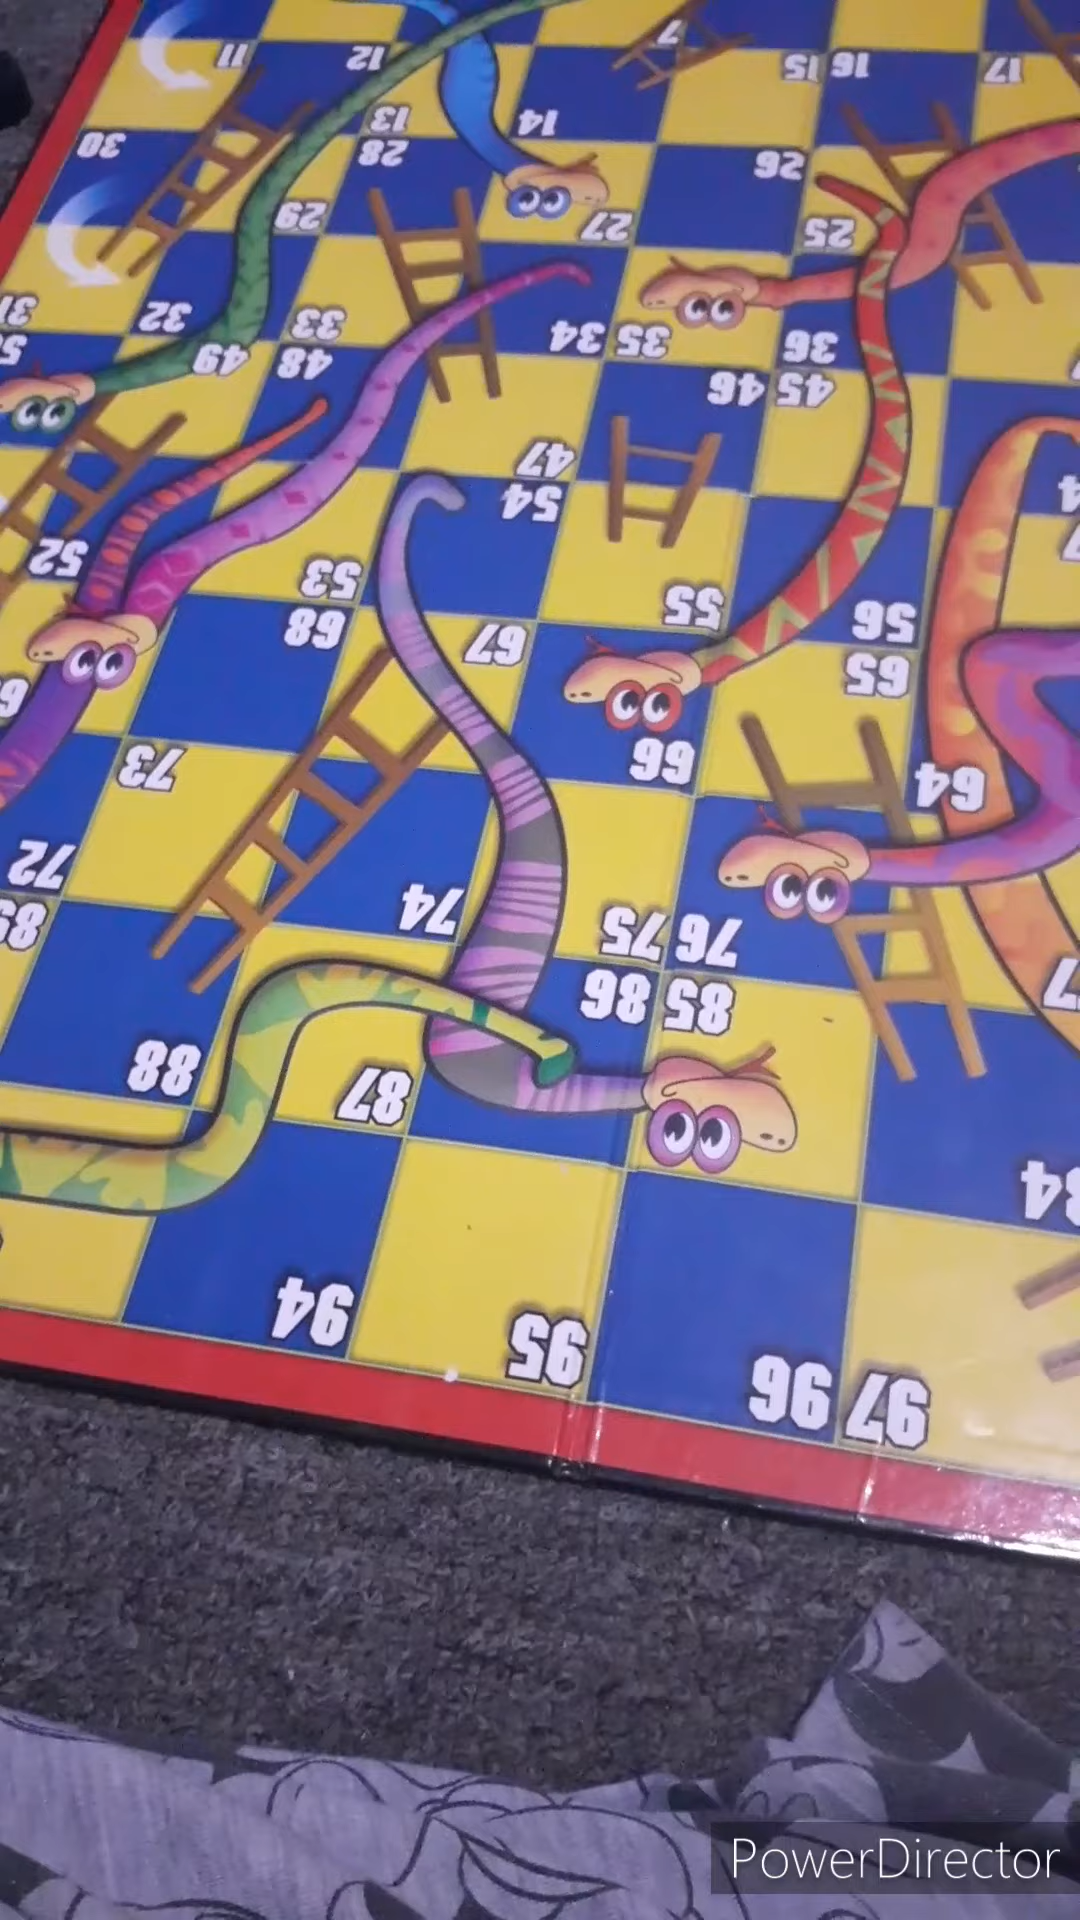 7
11 12 15 16 17
13 14
30 28 26
29 27 25
31 32 33 34 35 36
49 48 46 45
47
52 54
53 55 56
68 67 65
66 64
73
72 74 75 76
86 85
88 87
94 95 96 97
PowerDirector